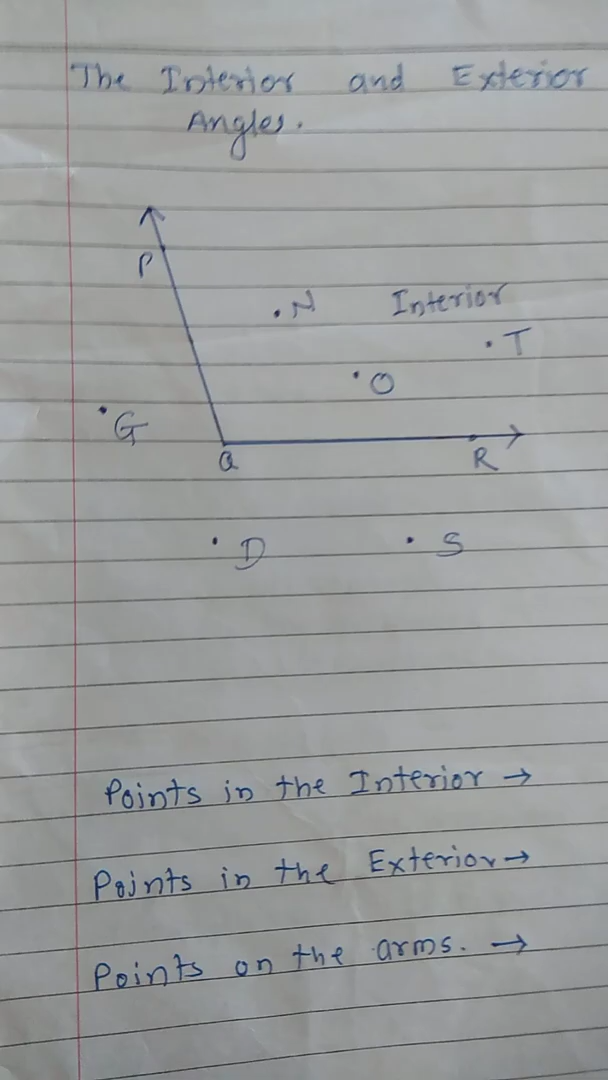 The Interior and Exterior
Angles.
P
. N Interior
. T
. O
. G
Q R
. D . S
Points in the Interior →
Points in the Exterior →
Points on the arms. →